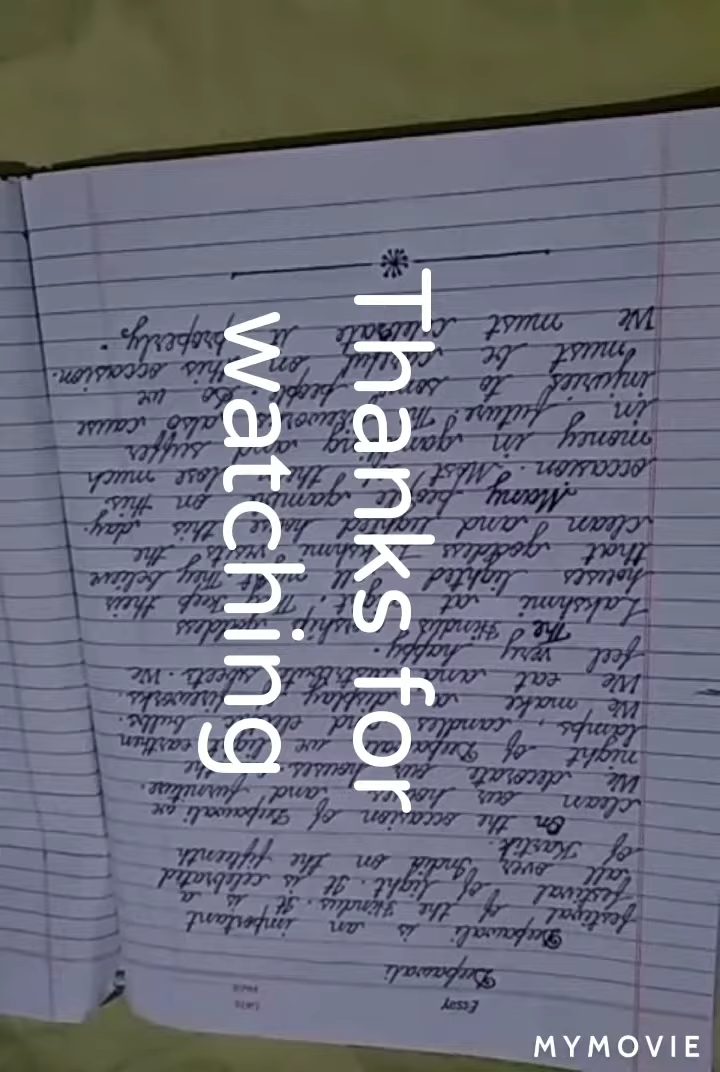 Essay
Deepawali
Deepawali is an important
festival of the Hindus. It is a
festival of light. It is celebrated
all over India on the fifteenth
of Kartik.
On the occasion of Deepawali we
clean our houses and furniture.
We decorate our houses. the
night of we light earthen
lamps, candles and bulbs.
We make a display fireworks.
We eat and distribute sweets. We
feel very happy.
The Hindus worship goddess
Lakshmi at They keep their
houses lighted all They believe
that goddess Lakshmi visits the
clean and lighted house this day.
Many people gamble on this
occasion. Most of them lose much
money in gambling and suffer
in future. The fireworks also cause
injuries to some people. So we
must be careful on this occasion.
We must celebrate it properly.
Thanks for
watching
MYMOVIE